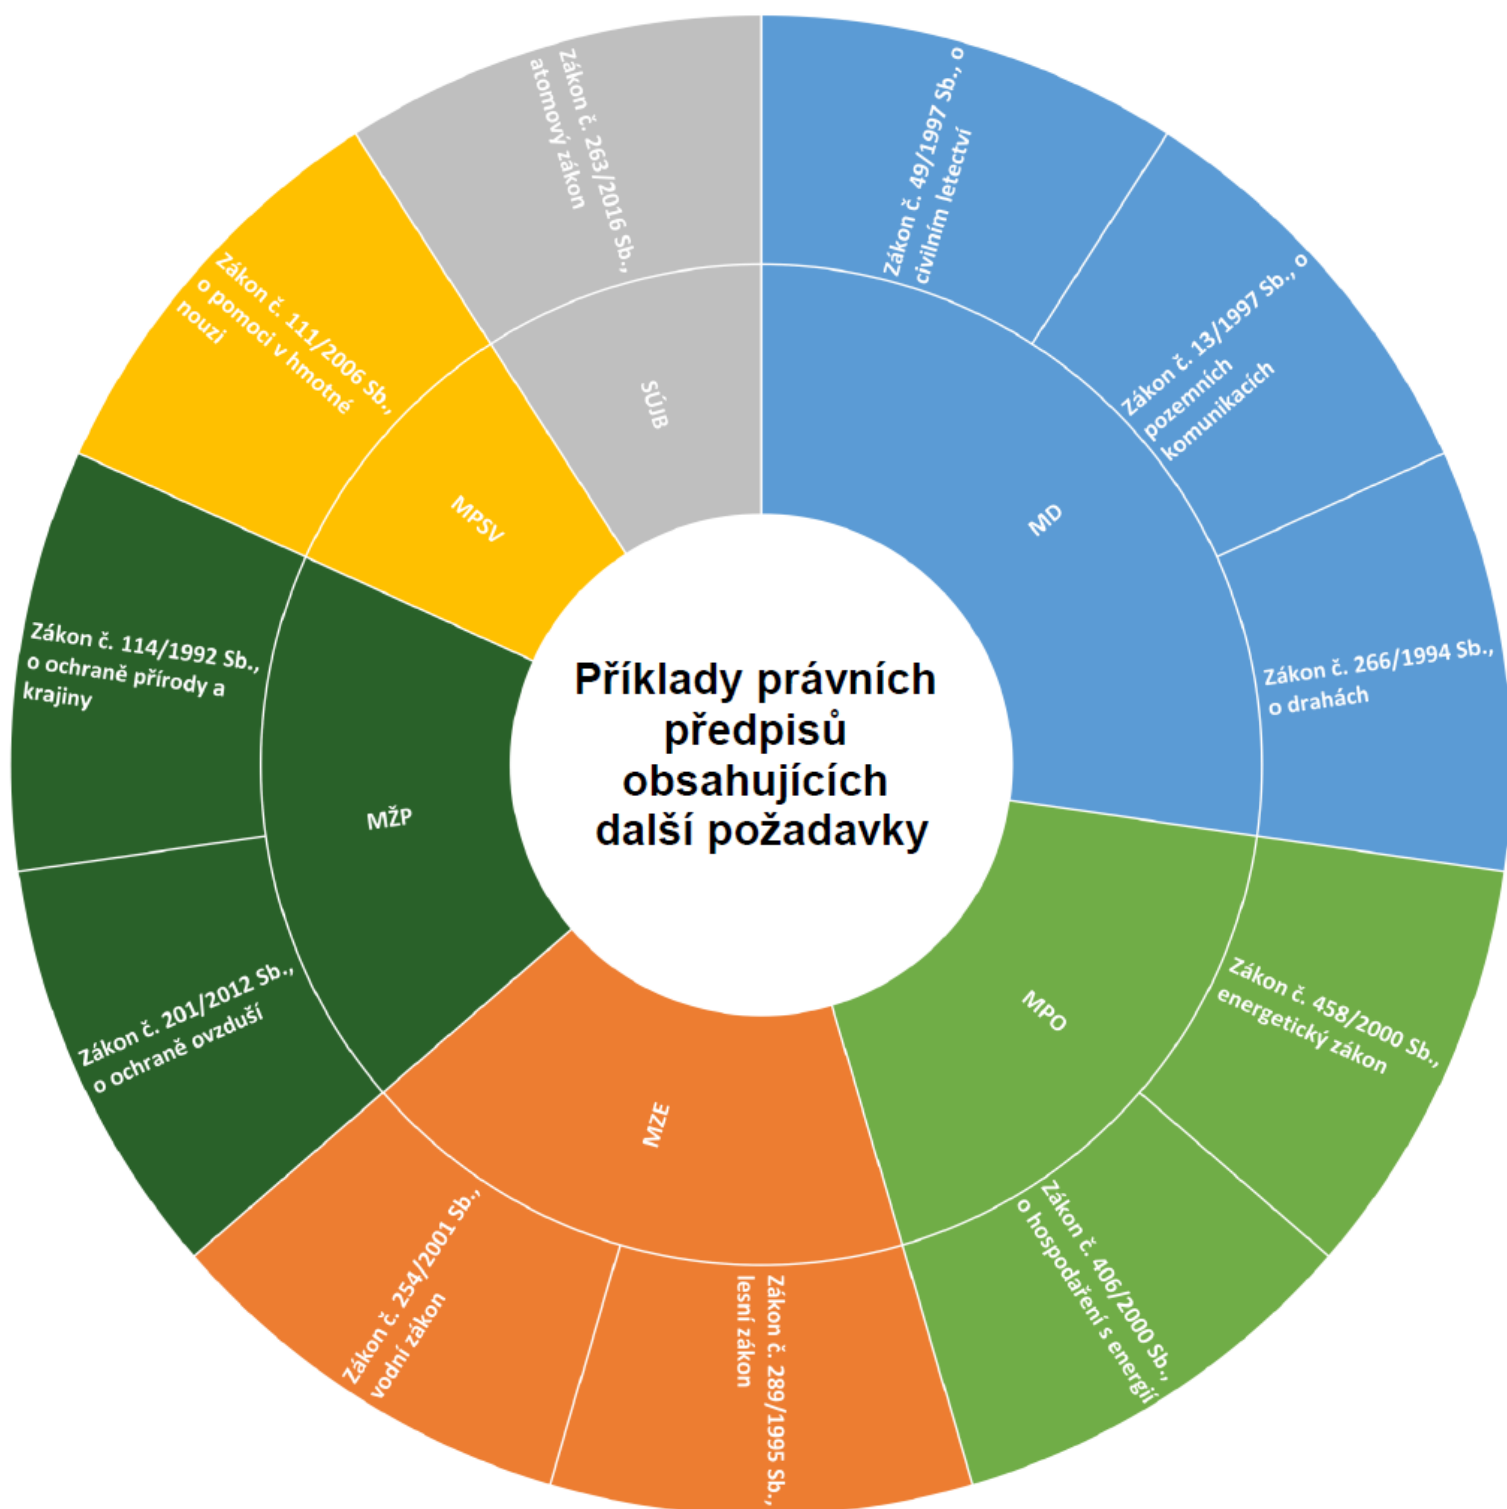 Příklady právních
předpisů
obsahujících
další požadavky
MD
Zákon č. 49/1997 Sb., o
civilním letectví
Zákon č. 13/1997 Sb., o
pozemních
komunikacích
Zákon č. 266/1994 Sb.,
o drahách
MPO
Zákon č. 458/2000 Sb.,
energetický zákon
Zákon č. 406/2000 Sb.,
o hospodaření s energií
MZE
Zákon č. 289/1995 Sb.,
lesní zákon
Zákon č. 254/2001 Sb.,
vodní zákon
MŽP
Zákon č. 201/2012 Sb.,
o ochraně ovzduší
Zákon č. 114/1992 Sb.,
o ochraně přírody a
krajiny
MPSV
Zákon č. 111/2006 Sb.,
o pomoci v hmotné
nouzi
SÚJB
Zákon č. 263/2016 Sb.,
atomový zákon